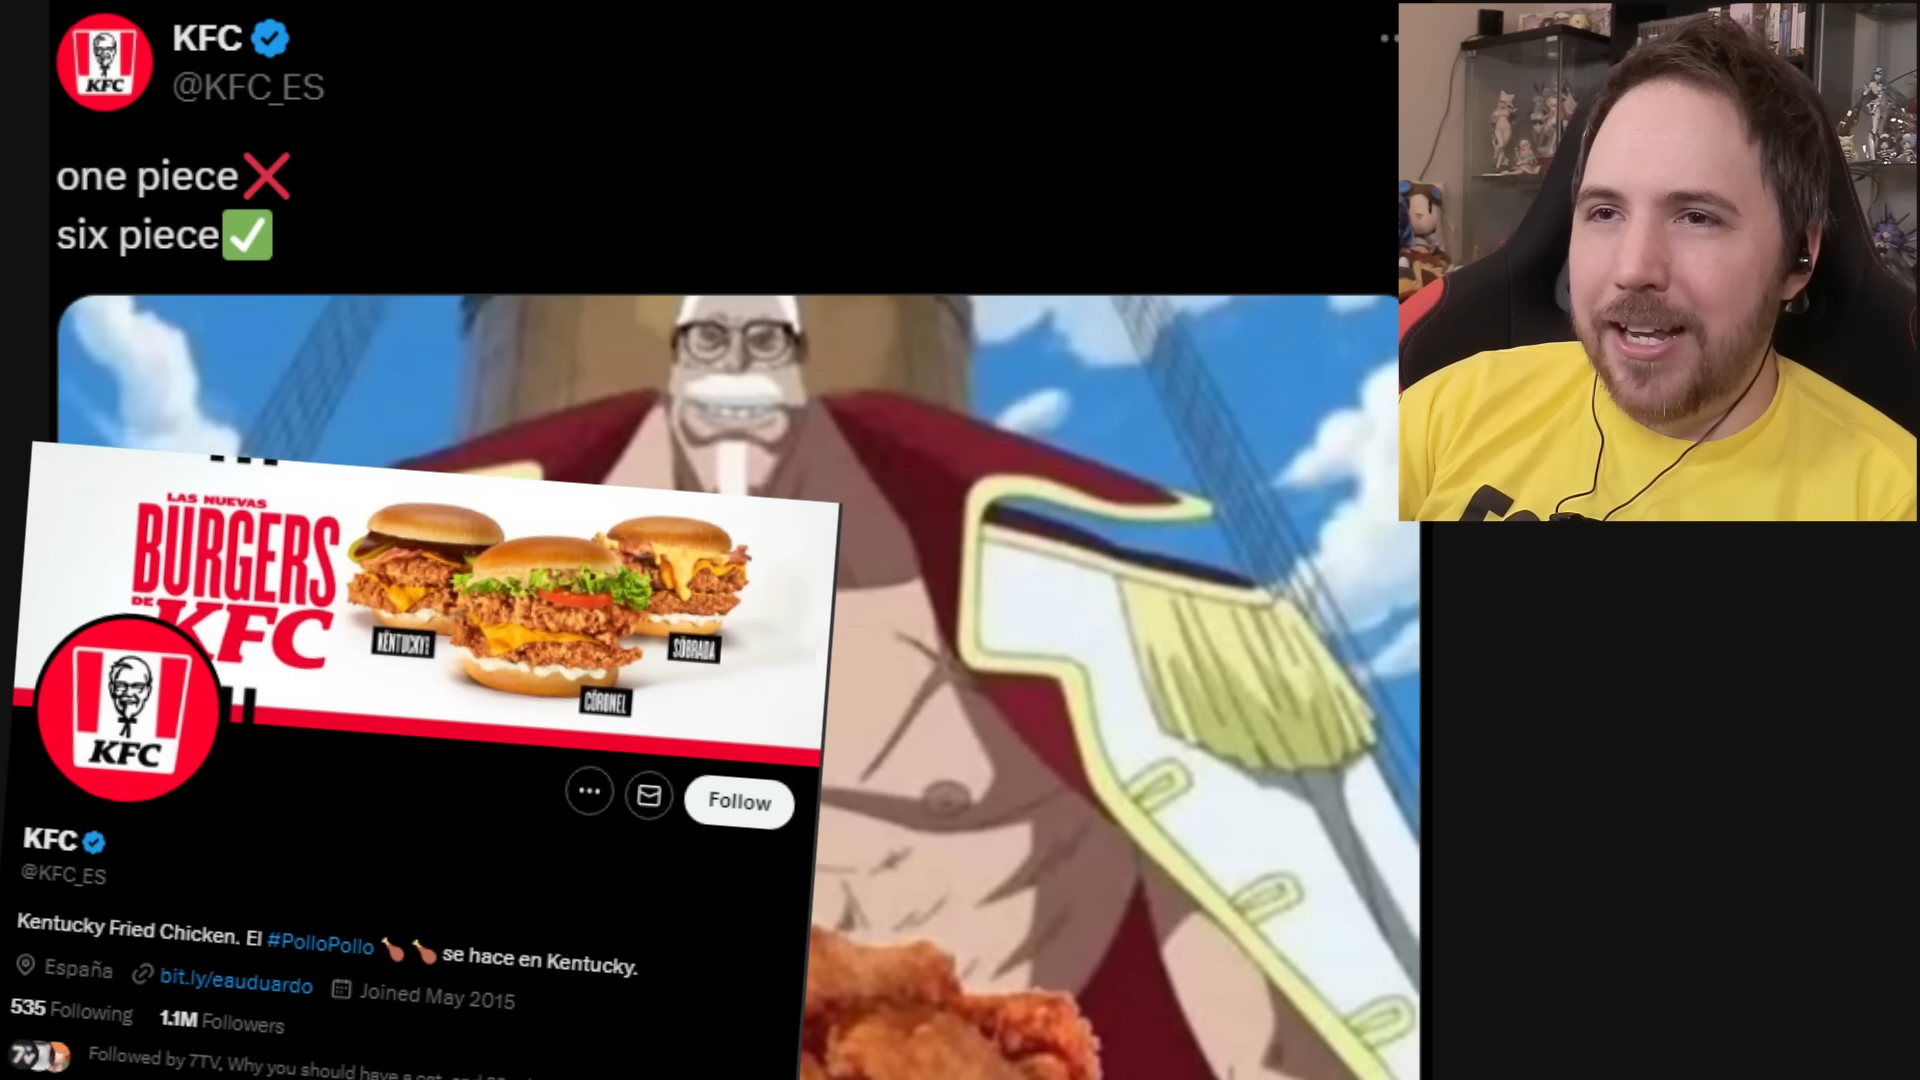 KFC
@KFC_ES
KFC
one piece❌
six piece✅
LAS NUEVAS
BURGERS
DE
KFC
KENTUCKY
SOBRADA
CORONEL
KFC
Follow
KFC
@KFC_ES
Kentucky Fried Chicken. El #PolloPollo 🍗 🍗 se hace en Kentucky.
España bit.ly/eauduardo Joined May 2015
535 Following 1.1M Followers
Followed by 7TV, Why you should have a